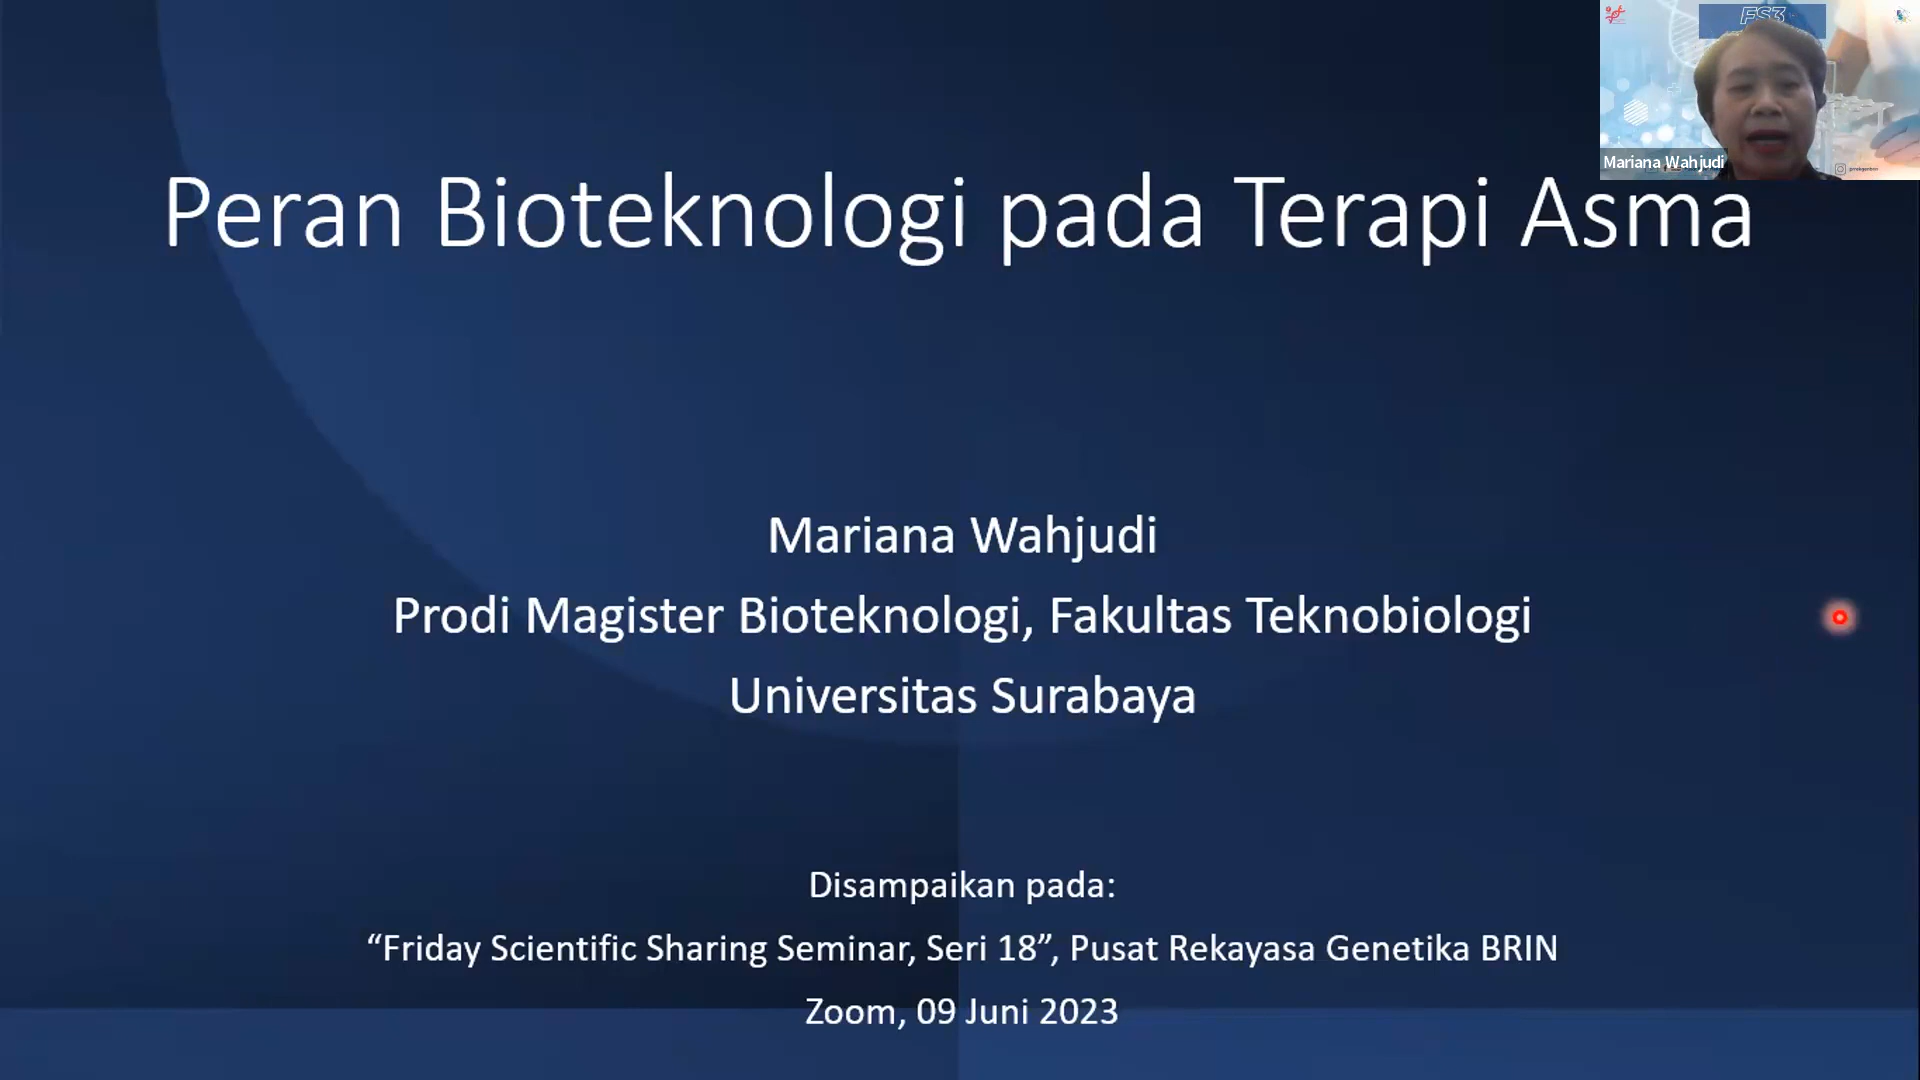 FS3
Mariana Wahjudi
Peran Bioteknologi pada Terapi Asma
Mariana Wahjudi
Prodi Magister Bioteknologi, Fakultas Teknobiologi
Universitas Surabaya
Disampaikan pada:
“Friday Scientific Sharing Seminar, Seri 18”, Pusat Rekayasa Genetika BRIN
Zoom, 09 Juni 2023